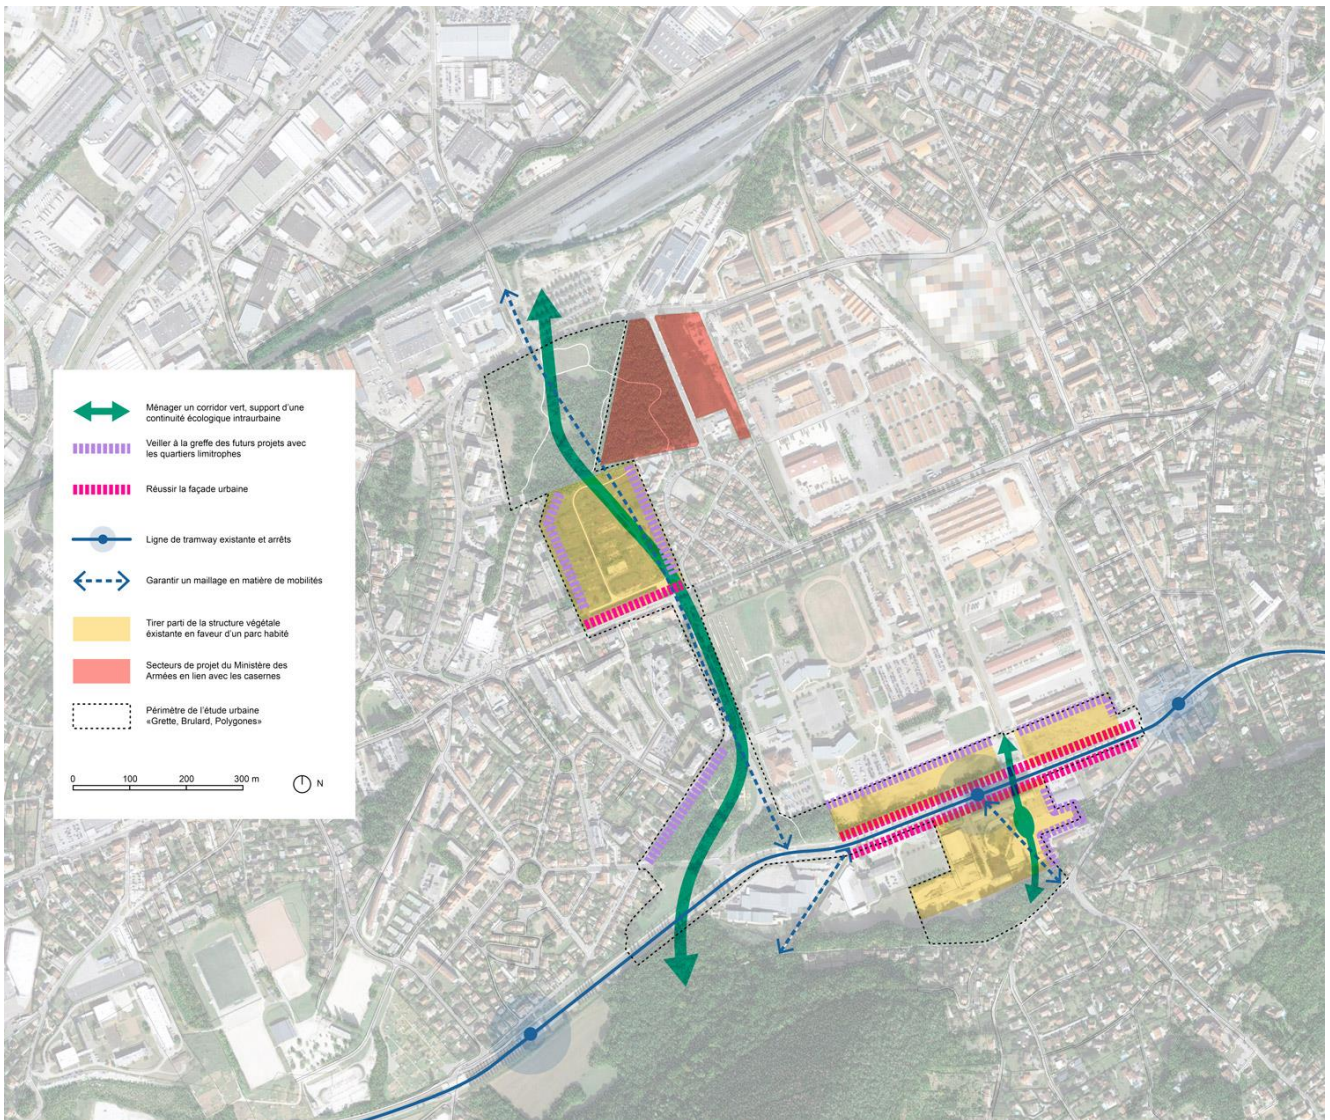 Ménager un corridor vert, support d'une
continuité écologique intraurbaine
Veiller à la greffe des futurs projets avec
les quartiers limitrophes
Réussir la façade urbaine
Ligne de tramway existante et arrêts
Garantir un maillage en matière de mobilités
Tirer parti de la structure végétale
éxistante en faveur d'un parc habité
Secteurs de projet du Ministère des
Armées en lien avec les casernes
Périmètre de l'étude urbaine
«Grette, Brulard, Polygones»
0 100 200 300 m
N